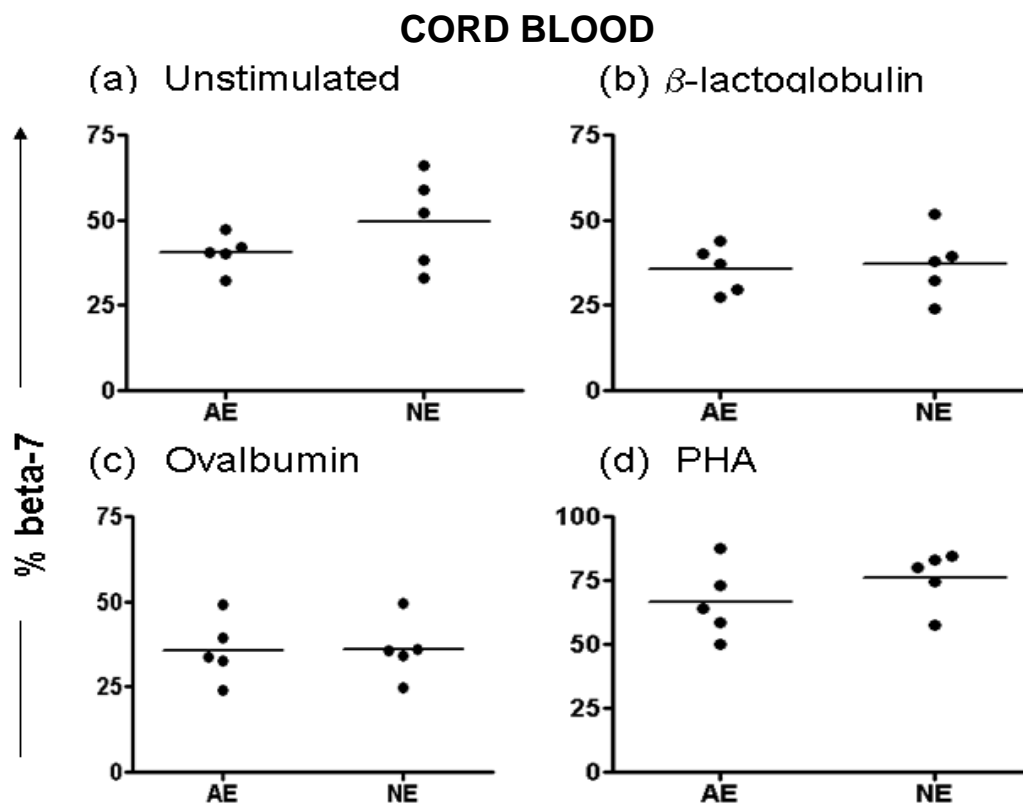 CORD BLOOD
(a) Unstimulated
75
50
25
0
AE NE
(b) β-lactoglobulin
75
50
25
0
AE NE
% beta-7
(c) Ovalbumin
75
50
25
0
AE NE
(d) PHA
100
75
50
25
0
AE NE